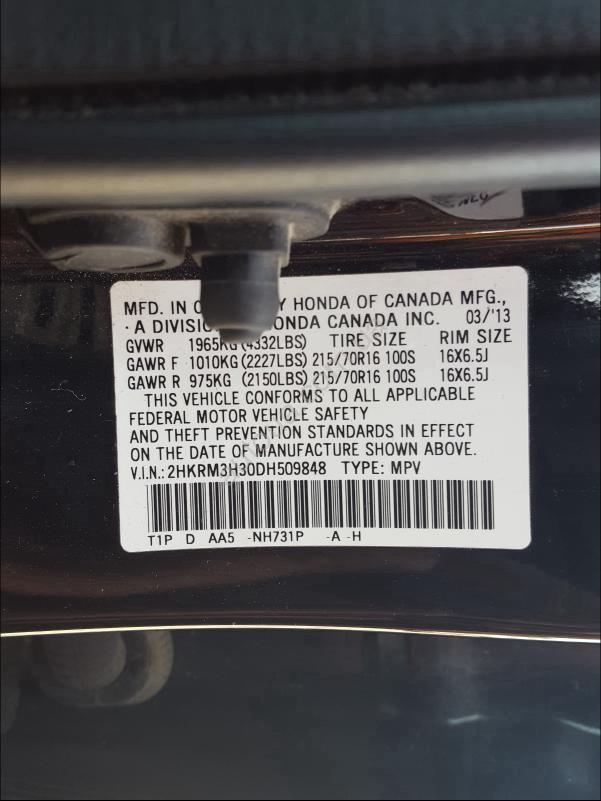 MFD. IN Y HONDA OF CANADA MFG.,
A DIVISIO HONDA CANADA INC. 03/'13
GVWR 1965KG (4332LBS) TIRE SIZE RIM SIZE
GAWR F 1010KG (2227LBS) 215/70R16 100S 16X6.5J
GAWR R 975KG (2150LBS) 215/70R16 100S 16X6.5J
THIS VEHICLE CONFORMS TO ALL APPLICABLE
FEDERAL MOTOR VEHICLE SAFETY
AND THEFT PREVENTION STANDARDS IN EFFECT
ON THE DATE OF MANUFACTURE SHOWN ABOVE.
V.I.N.: 2HKRM3H30DH509848 TYPE: MPV
T1P D AA5 -NH731P -A -H